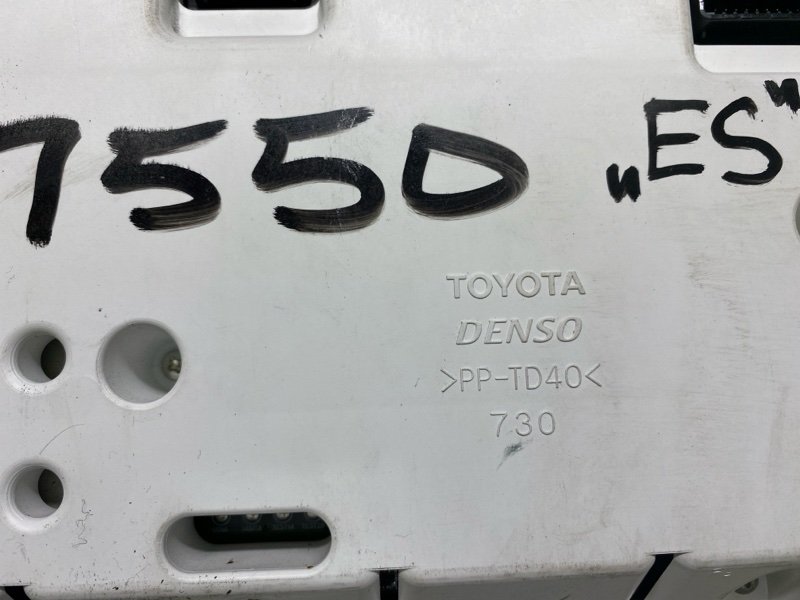 7550 „ES"
TOYOTA
DENSO
>PP-TD40<
730